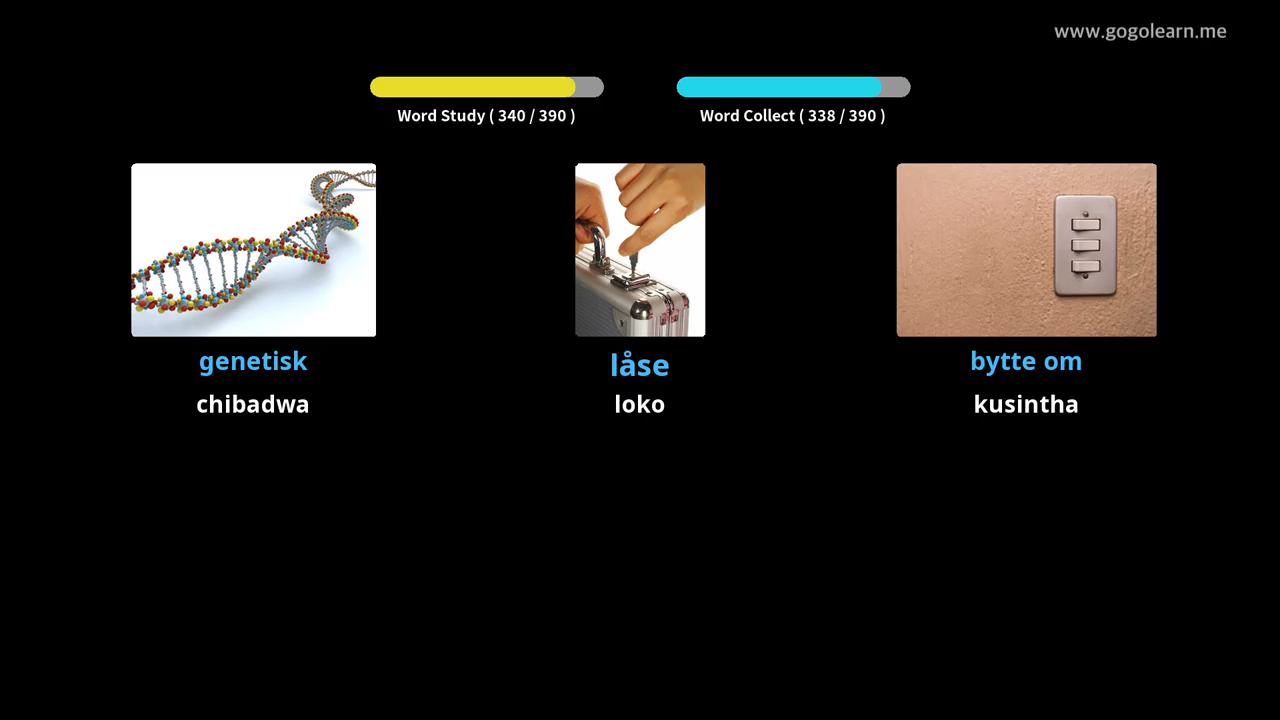 www.gogolearn.me
Word Study ( 340 / 390 )
Word Collect ( 338 / 390 )
genetisk
låse
bytte om
chibadwa
loko
kusintha